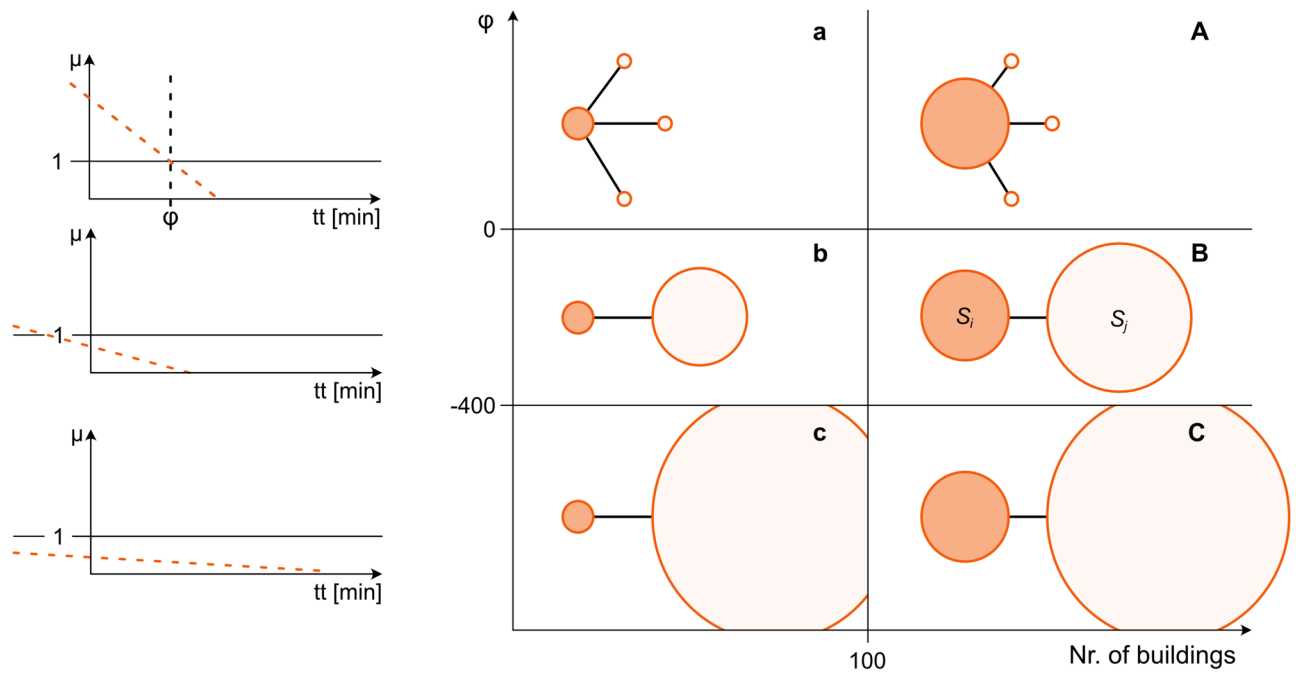 μ
1
φ
tt [min]
μ
1
tt [min]
μ
1
tt [min]
φ
a
A
0
b
B
Si
Sj
-400
c
C
100
Nr. of buildings